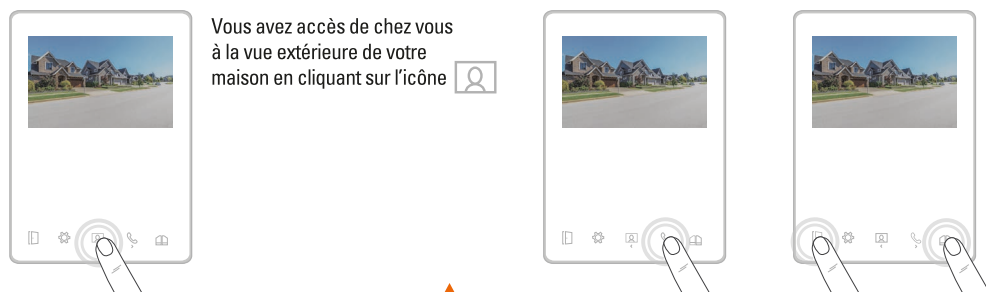 Vous avez accès de chez vous
à la vue extérieure de votre
maison en cliquant sur l'icône